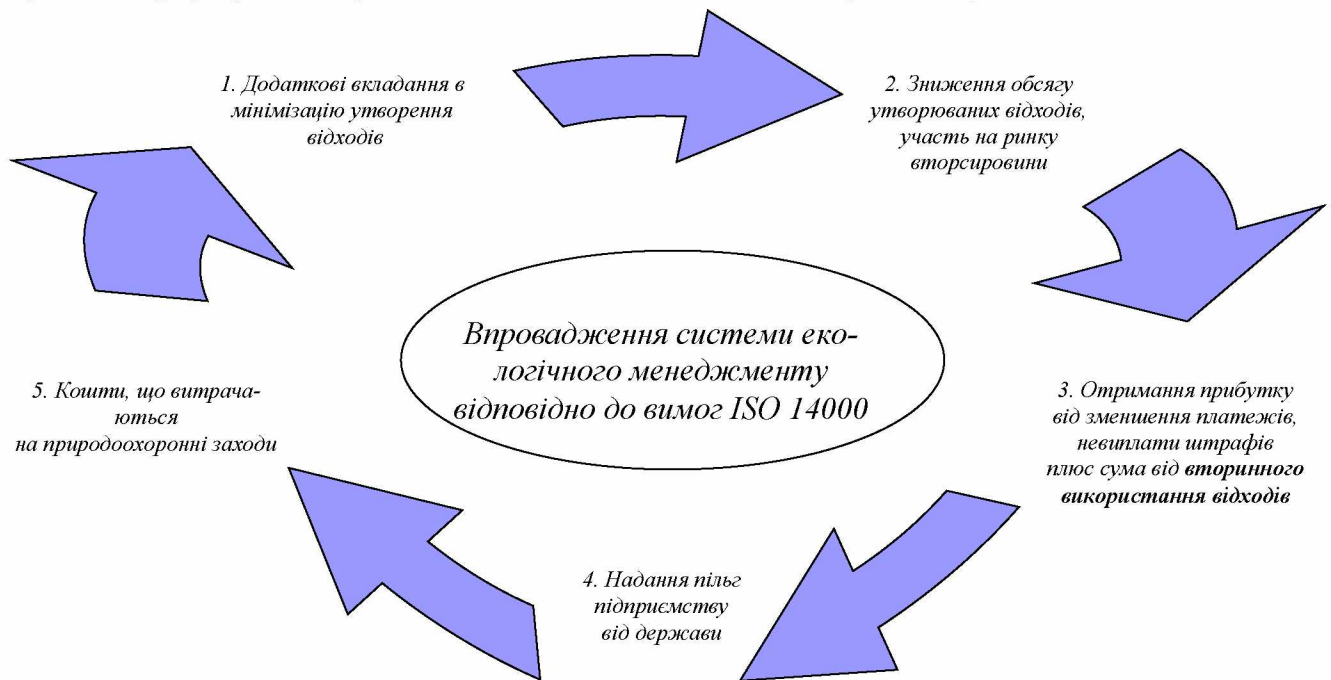 1. Додаткові вкладання в
мінімізацію утворення
відходів
2. Зниження обсягу
утворюваних відходів,
участь на ринку
вторсировини
Впровадження системи еко-
логічного менеджменту
відповідно до вимог ISO 14000
3. Отримання прибутку
від зменшення платежів,
невиплати штрафів
плюс сума від вторинного
використання відходів
4. Надання пільг
підприємству
від держави
5. Кошти, що витрача-
ються
на природоохоронні заходи